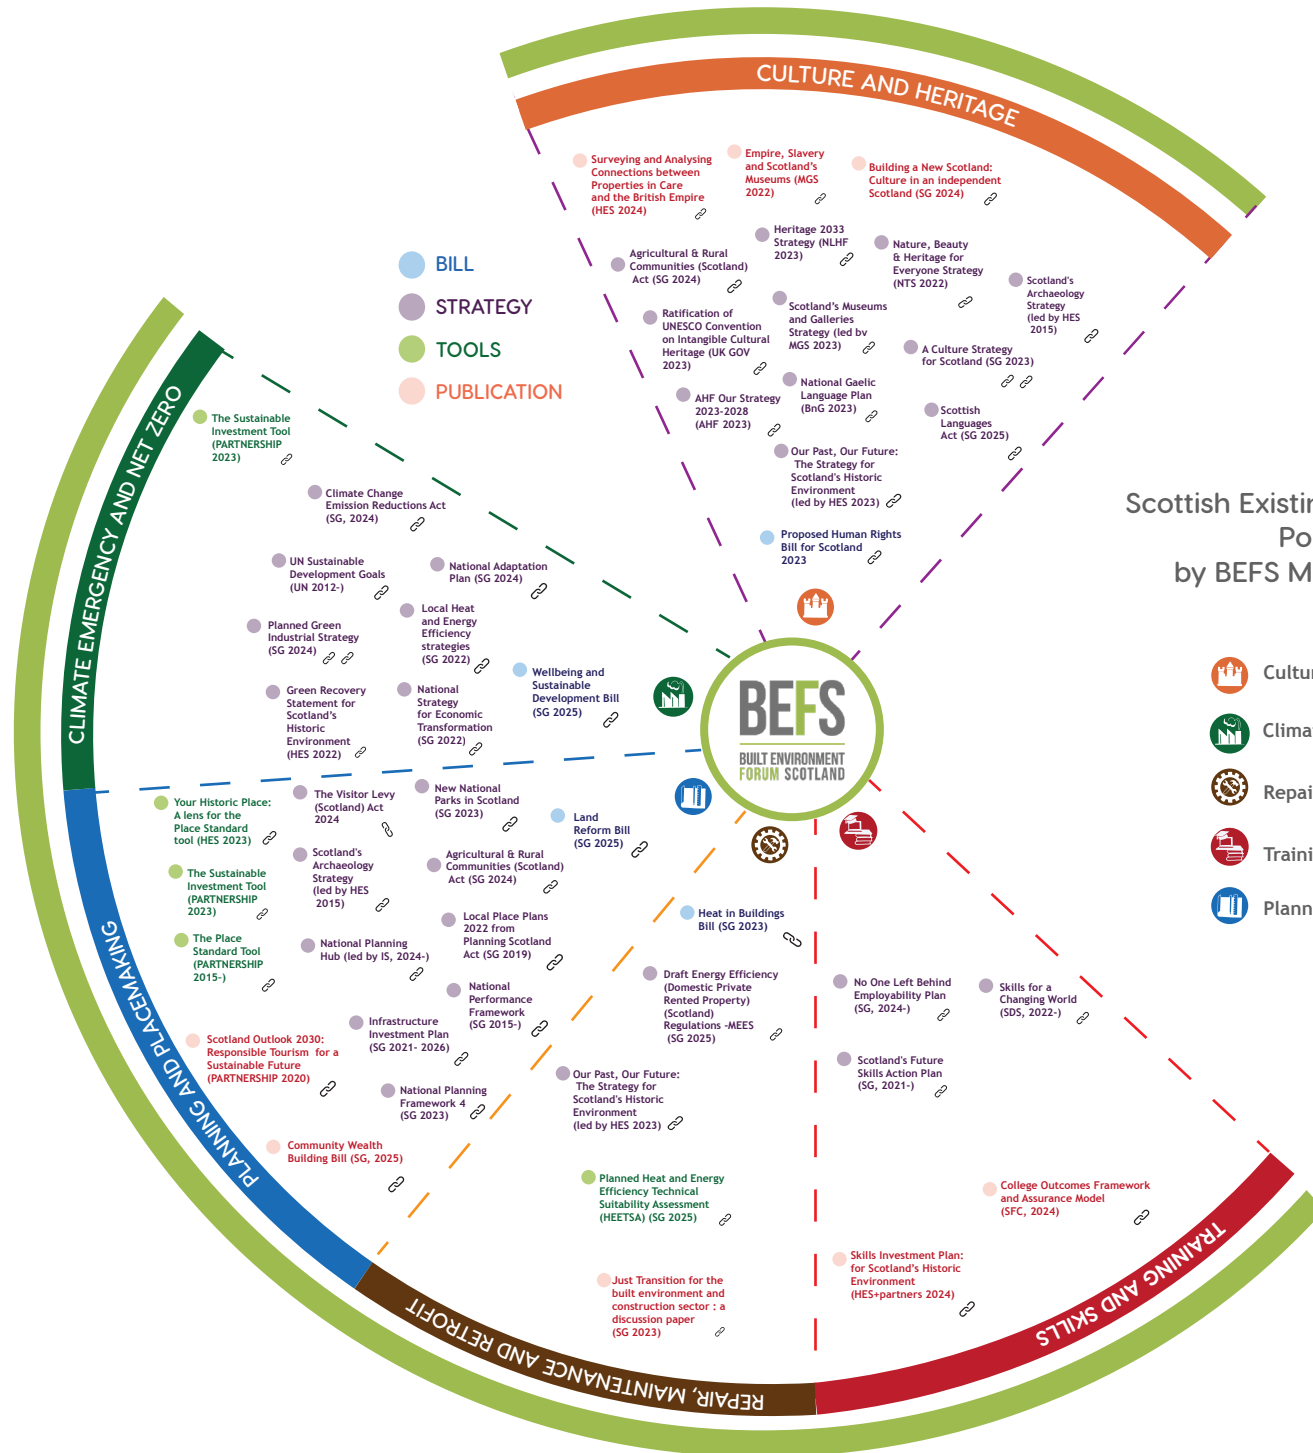 CULTURE AND HERITAGE
Surveying and Analysing
Connections between
Properties in Care
and the British Empire
(HES 2024)
Empire, Slavery
and Scotland's
Museums (MGS
2022)
Building a New Scotland:
Culture in an independent
Scotland (SG 2024)
Heritage 2033
Strategy (NLHF
2023)
Nature, Beauty
& Heritage for
Everyone Strategy
(NTS 2022)
Agricultural & Rural
Communities (Scotland)
Act (SG 2024)
Scotland's
Archaeology
Strategy
(led by HES
2015)
Scotland's Museums
and Galleries
Strategy (led by
MGS 2023)
Ratification of
UNESCO Convention
on Intangible Cultural
Heritage (UK GOV
2023)
A Culture Strategy
for Scotland (SG 2023)
National Gaelic
Language Plan
(BnG 2023)
AHF Our Strategy
2023-2028
(AHF 2023)
Scottish
Languages
Act (SG 2025)
Our Past, Our Future:
The Strategy for
Scotland's Historic
Environment
(led by HES 2023)
Proposed Human Rights
Bill for Scotland
2023
BILL
STRATEGY
TOOLS
PUBLICATION
Scottish Existin
Po
by BEFS M
Cultur
Climat
Repai
Traini
Plann
CLIMATE EMERGENCY AND NET ZERO
The Sustainable
Investment Tool
(PARTNERSHIP
2023)
Climate Change
Emission Reductions Act
(SG, 2024)
UN Sustainable
Development Goals
(UN 2012-)
National Adaptation
Plan (SG 2024)
Planned Green
Industrial Strategy
(SG 2024)
Local Heat
and Energy
Efficiency
strategies
(SG 2022)
Wellbeing and
Sustainable
Development Bill
(SG 2025)
Green Recovery
Statement for
Scotland's
Historic
Environment
(HES 2022)
National
Strategy
for Economic
Transformation
(SG 2022)
BEFS
BUILT ENVIRONMENT
FORUM SCOTLAND
PLANNING AND PLACEMAKING
Your Historic Place:
A lens for the
Place Standard
tool (HES 2023)
The Visitor Levy
(Scotland) Act
2024
New National
Parks in Scotland
(SG 2023)
Land
Reform Bill
(SG 2025)
The Sustainable
Investment Tool
(PARTNERSHIP
2023)
Scotland's
Archaeology
Strategy
(led by HES
2015)
Agricultural & Rural
Communities (Scotland)
Act (SG 2024)
The Place
Standard Tool
(PARTNERSHIP
2015-)
National Planning
Hub (led by IS, 2024-)
Local Place Plans
2022 from
Planning Scotland
Act (SG 2019)
National
Performance
Framework
(SG 2015-)
Scotland Outlook 2030:
Responsible Tourism for a
Sustainable Future
(PARTNERSHIP 2020)
Infrastructure
Investment Plan
(SG 2021- 2026)
National Planning
Framework 4
(SG 2023)
Community Wealth
Building Bill (SG, 2025)
Heat in Buildings
Bill (SG 2023)
Draft Energy Efficiency
(Domestic Private
Rented Property)
(Scotland)
Regulations -MEES
(SG 2025)
Our Past, Our Future:
The Strategy for
Scotland's Historic
Environment
(led by HES 2023)
Planned Heat and Energy
Efficiency Technical
Suitability Assessment
(HEETSA) (SG 2025)
Just Transition for the
built environment and
construction sector : a
discussion paper
(SG 2023)
REPAIR, MAINTENANCE AND RETROFIT
No One Left Behind
Employability Plan
(SG, 2024-)
Skills for a
Changing World
(SDS, 2022-)
Scotland's Future
Skills Action Plan
(SG, 2021-)
College Outcomes Framework
and Assurance Model
(SFC, 2024)
Skills Investment Plan:
for Scotland's Historic
Environment
(HES+partners 2024)
TRAINING AND SKILLS